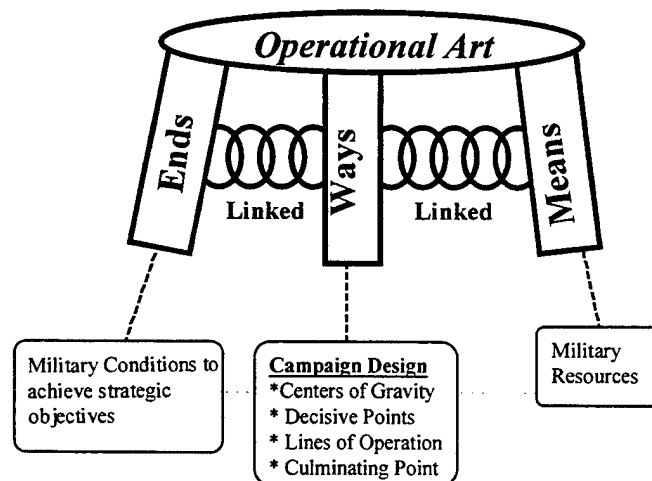 Operational Art
Ends
Ways
Means
Linked
Linked
Military Conditions to
achieve strategic
objectives
Campaign Design
*Centers of Gravity
* Decisive Points
* Lines of Operation
* Culminating Point
Military
Resources